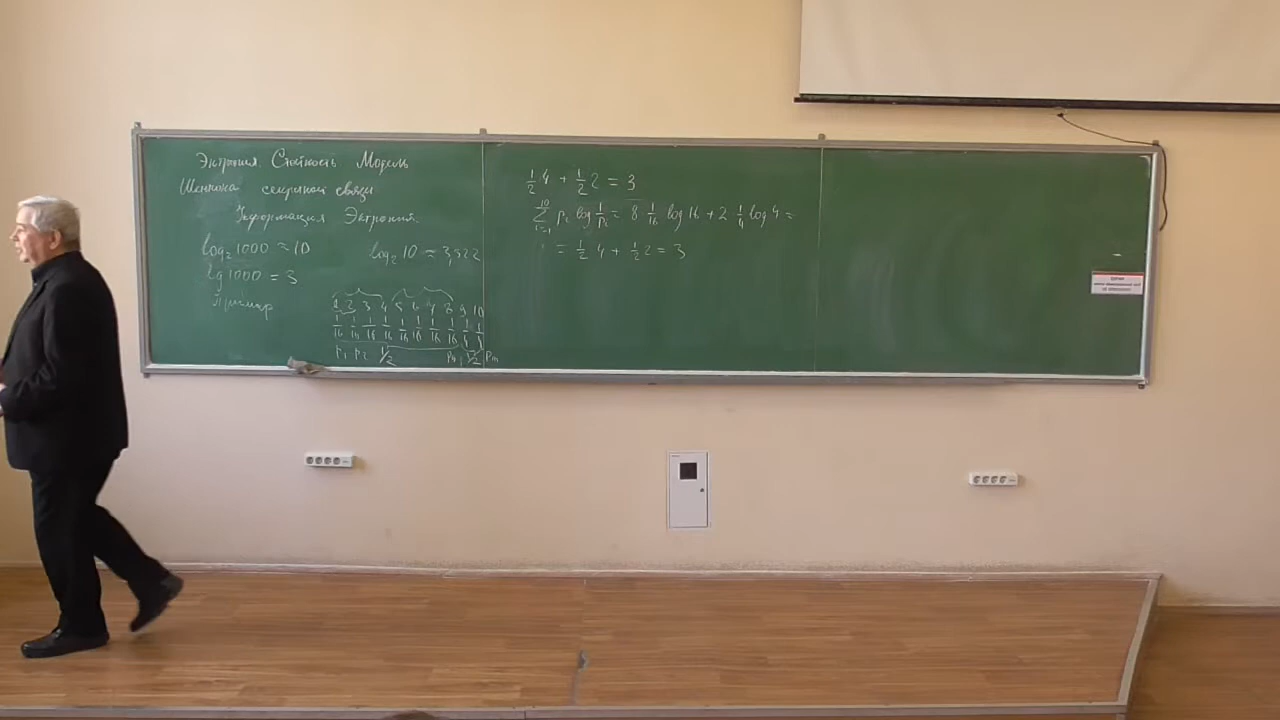 Энтропия. Стойкость Модель
Шеннона секретной связи
Информация Энтропия.
log₂ 1000 ≈ 10
log₂ 10 ≈ 3,322
lg 1000 = 3
Пример
1 2 3 4 5 6 7 8 9 10
1/16 1/16 1/16 1/16 1/16 1/16 1/16 1/16 1/4 1/4
p₁ p₂ 1/2 p₉ 1/2 p₁₀
1/2 4 + 1/2 2 = 3
∑_{i=1}^{10} pᵢ log 1/pᵢ = 8 1/16 log 16 + 2 1/4 log 4 =
= 1/2 4 + 1/2 2 = 3